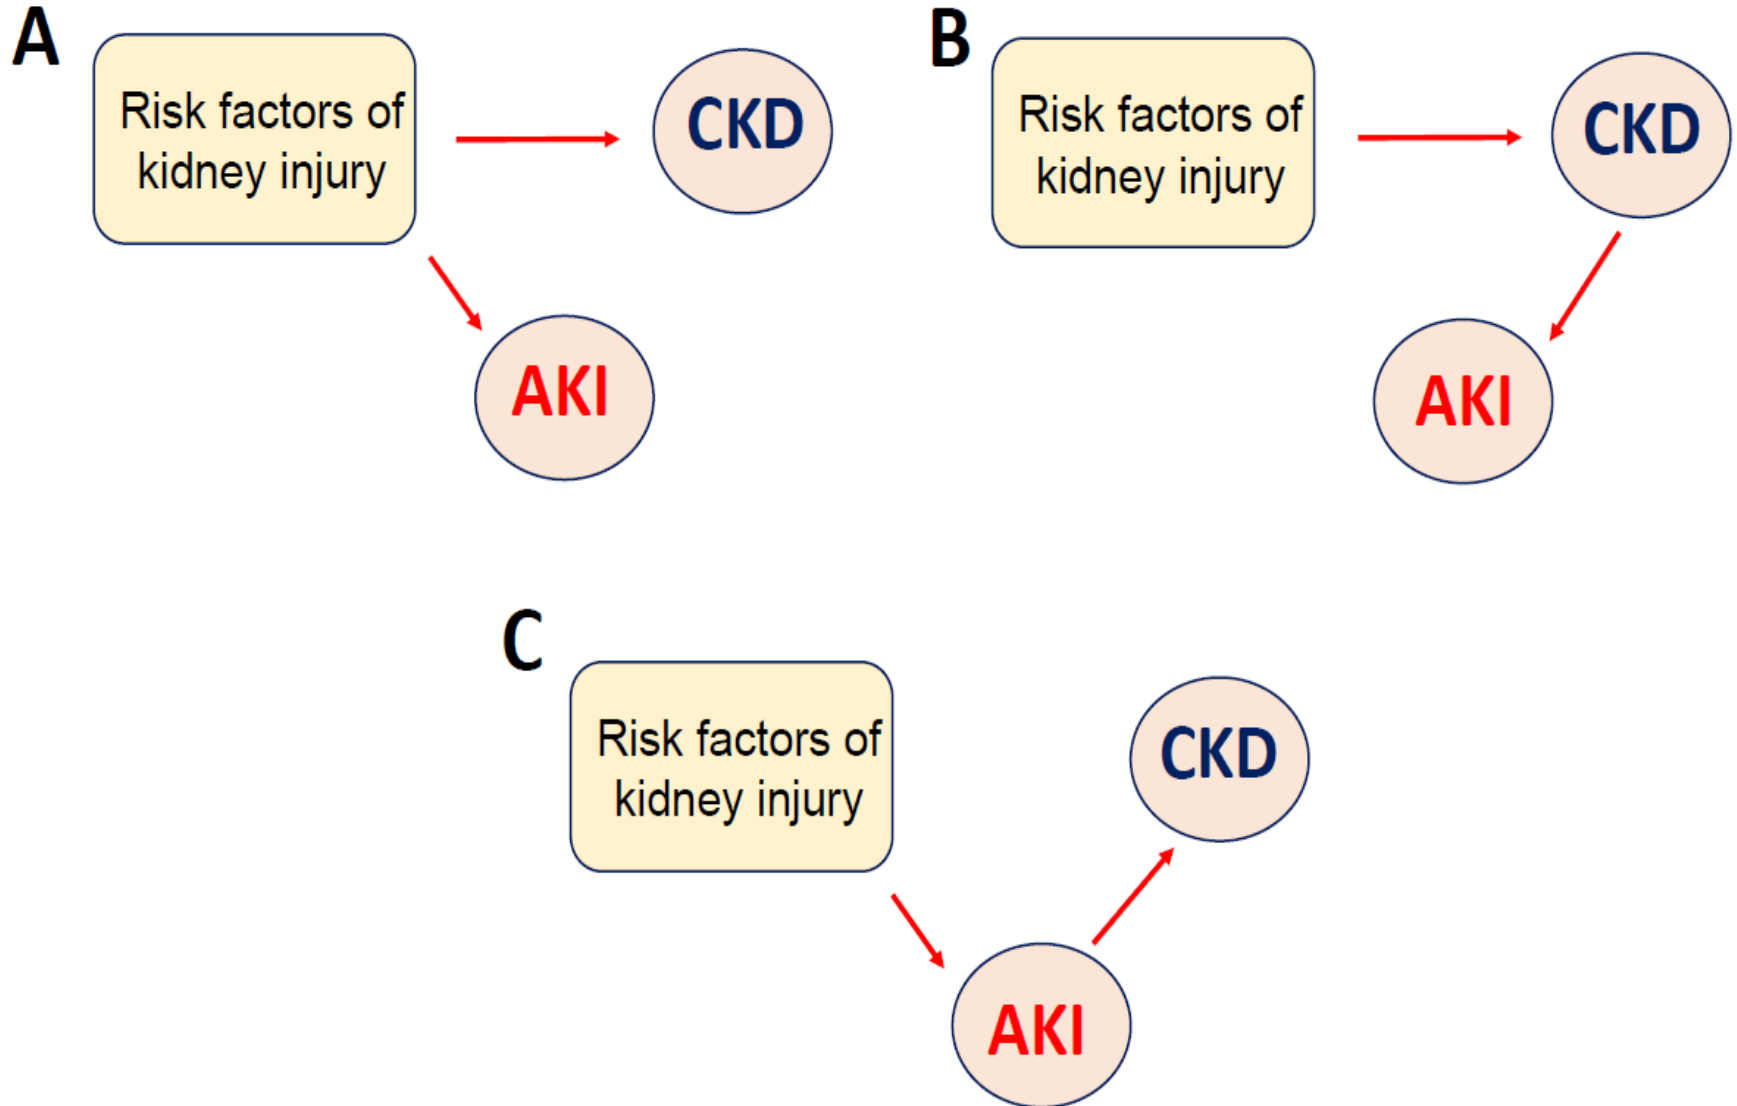 A
Risk factors of
kidney injury
CKD
AKI
B
Risk factors of
kidney injury
CKD
AKI
C
Risk factors of
kidney injury
CKD
AKI